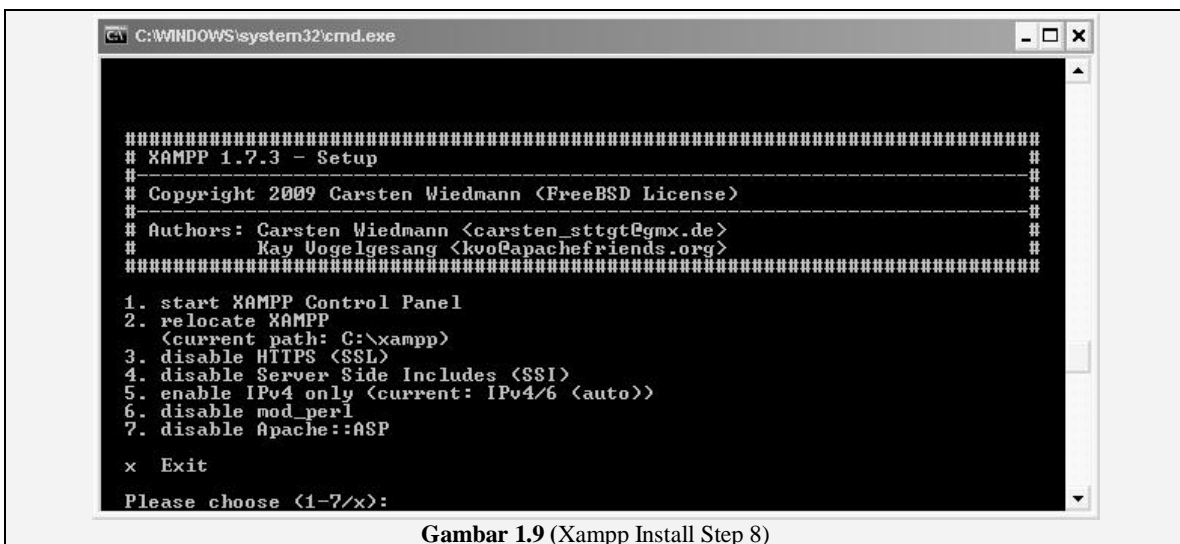 C:\WINDOWS\system32\cmd.exe
############################################################################
# XAMPP 1.7.3 - Setup #
#--------------------------------------------------------------------------#
# Copyright 2009 Carsten Wiedmann (FreeBSD License) #
#--------------------------------------------------------------------------#
# Authors: Carsten Wiedmann <carsten_sttgt@gmx.de> #
# Kay Vogelgesang <kvo@apachefriends.org> #
############################################################################
1. start XAMPP Control Panel
2. relocate XAMPP
(current path: C:\xampp)
3. disable HTTPS (SSL)
4. disable Server Side Includes (SSI)
5. enable IPv4 only (current: IPv4/6 (auto))
6. disable mod_perl
7. disable Apache::ASP
x Exit
Please choose (1-7/x):
Gambar 1.9 (Xampp Install Step 8)